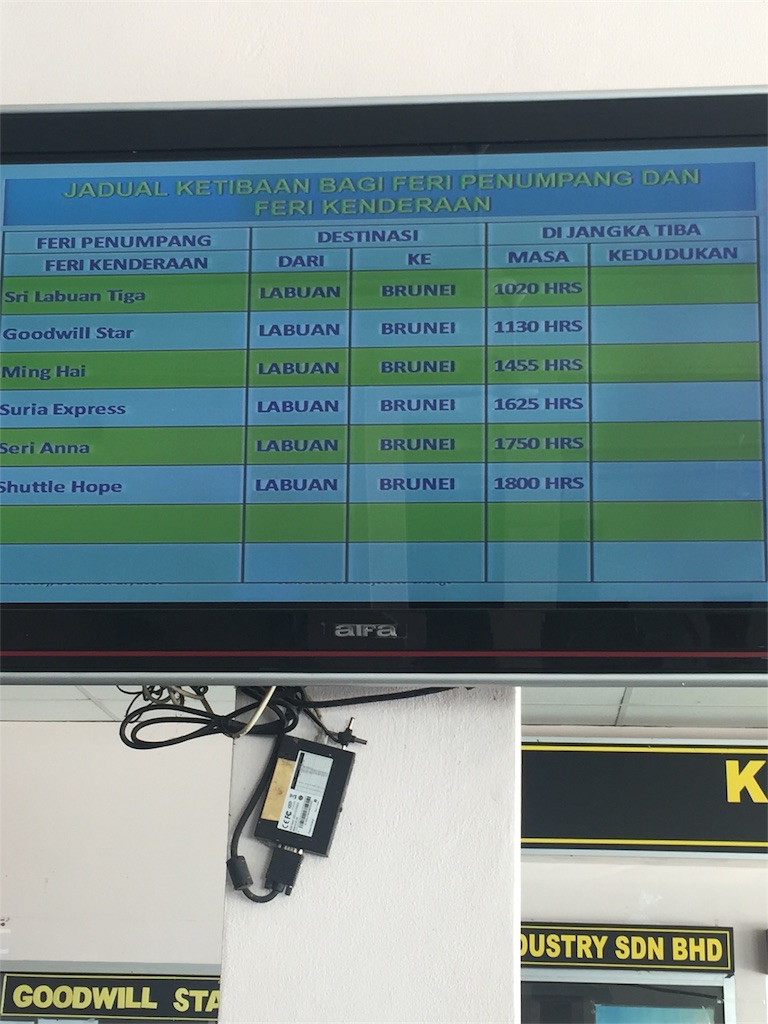 JADUAL KETIBAAN BAGI FERI PENUMPANG DAN
FERI KENDERAAN
FERI PENUMPANG DESTINASI DI JANGKA TIBA
FERI KENDERAAN DARI KE MASA KEDUDUKAN
Sri Labuan Tiga LABUAN BRUNEI 1020 HRS
Goodwill Star LABUAN BRUNEI 1130 HRS
Ming Hai LABUAN BRUNEI 1455 HRS
Suria Express LABUAN BRUNEI 1625 HRS
Seri Anna LABUAN BRUNEI 1750 HRS
Shuttle Hope LABUAN BRUNEI 1800 HRS
aLFa
K
DUSTRY SDN BHD
GOODWILL STA